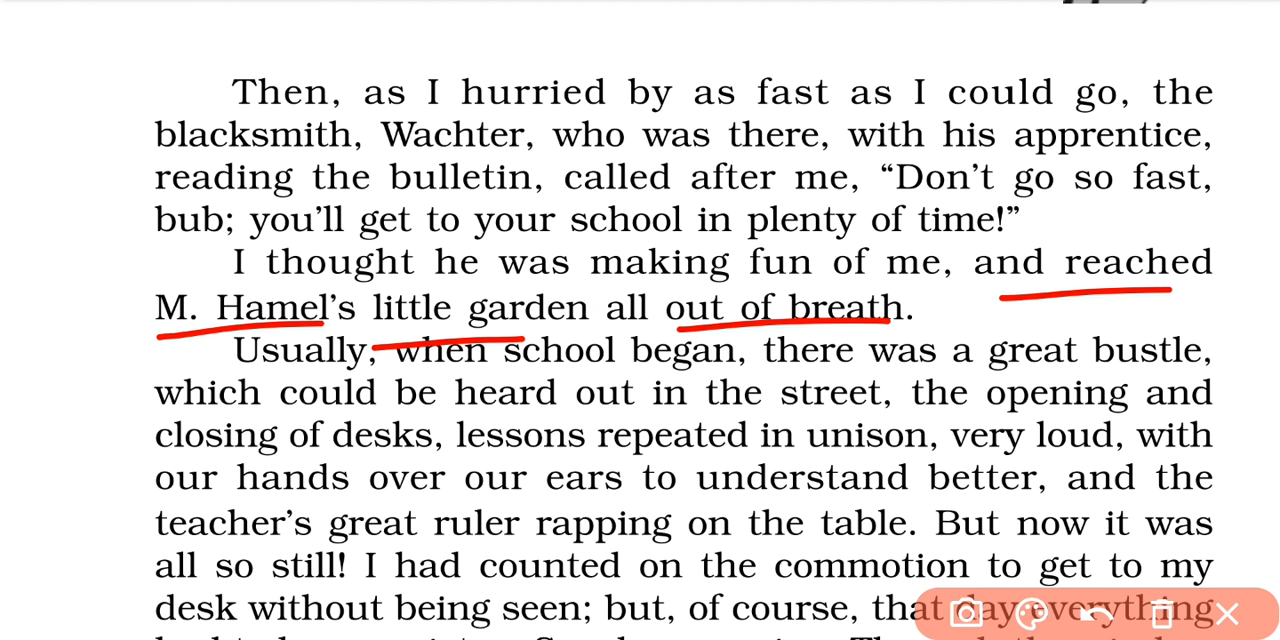 Then, as I hurried by as fast as I could go, the
blacksmith, Wachter, who was there, with his apprentice,
reading the bulletin, called after me, “Don’t go so fast,
bub; you’ll get to your school in plenty of time!”
I thought he was making fun of me, and reached
M. Hamel’s little garden all out of breath.
Usually, when school began, there was a great bustle,
which could be heard out in the street, the opening and
closing of desks, lessons repeated in unison, very loud, with
our hands over our ears to understand better, and the
teacher’s great ruler rapping on the table. But now it was
all so still! I had counted on the commotion to get to my
desk without being seen; but, of course, that day everything